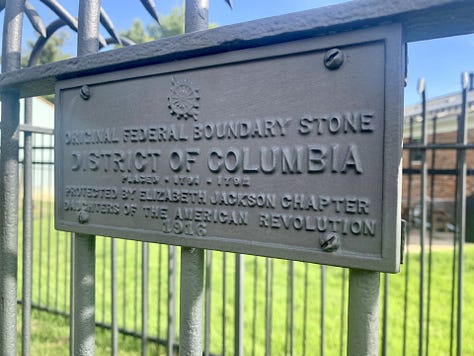 ORIGINAL FEDERAL BOUNDARY STONE
DISTRICT OF COLUMBIA
PLACED · 1791 - 1792
PROTECTED BY ELIZABETH JACKSON CHAPTER
DAUGHTERS OF THE AMERICAN REVOLUTION
1916